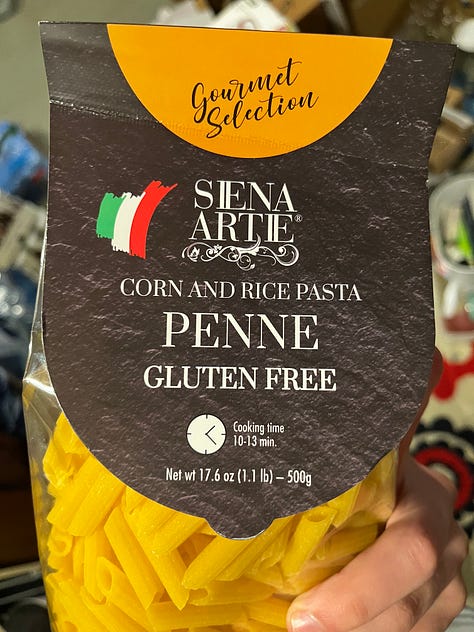 Gourmet
Selection
SIENA
ARTE®
CORN AND RICE PASTA
PENNE
GLUTEN FREE
Cooking time
10-13 min.
Net wt 17.6 oz (1.1 lb) – 500g